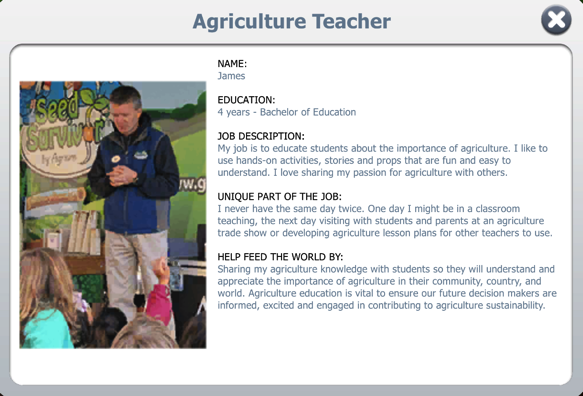 Agriculture Teacher
NAME:
James
EDUCATION:
4 years - Bachelor of Education
JOB DESCRIPTION:
My job is to educate students about the importance of agriculture. I like to
use hands-on activities, stories and props that are fun and easy to
understand. I love sharing my passion for agriculture with others.
UNIQUE PART OF THE JOB:
I never have the same day twice. One day I might be in a classroom
teaching, the next day visiting with students and parents at an agriculture
trade show or developing agriculture lesson plans for other teachers to use.
HELP FEED THE WORLD BY:
Sharing my agriculture knowledge with students so they will understand and
appreciate the importance of agriculture in their community, country, and
world. Agriculture education is vital to ensure our future decision makers are
informed, excited and engaged in contributing to agriculture sustainability.
Seed
Survivor
by Agrium
w.g